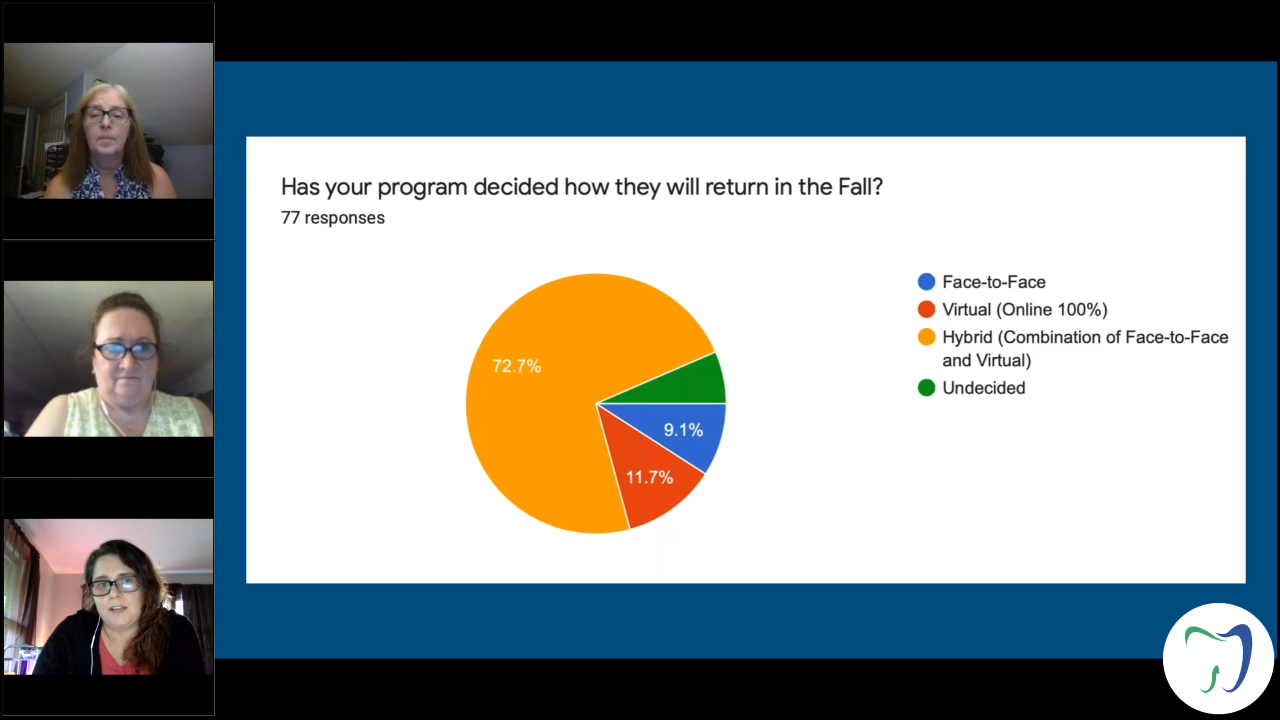 Has your program decided how they will return in the Fall?
77 responses
72.7%
9.1%
11.7%
Face-to-Face
Virtual (Online 100%)
Hybrid (Combination of Face-to-Face
and Virtual)
Undecided